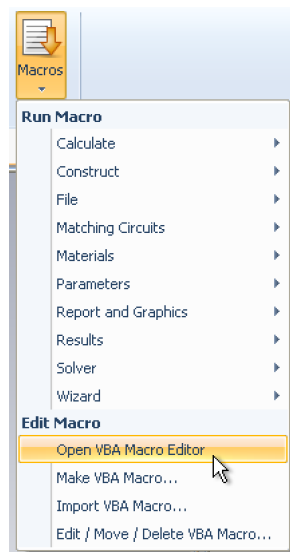 Macros
Run Macro
Calculate
Construct
File
Matching Circuits
Materials
Parameters
Report and Graphics
Results
Solver
Wizard
Edit Macro
Open VBA Macro Editor
Make VBA Macro...
Import VBA Macro...
Edit / Move / Delete VBA Macro...